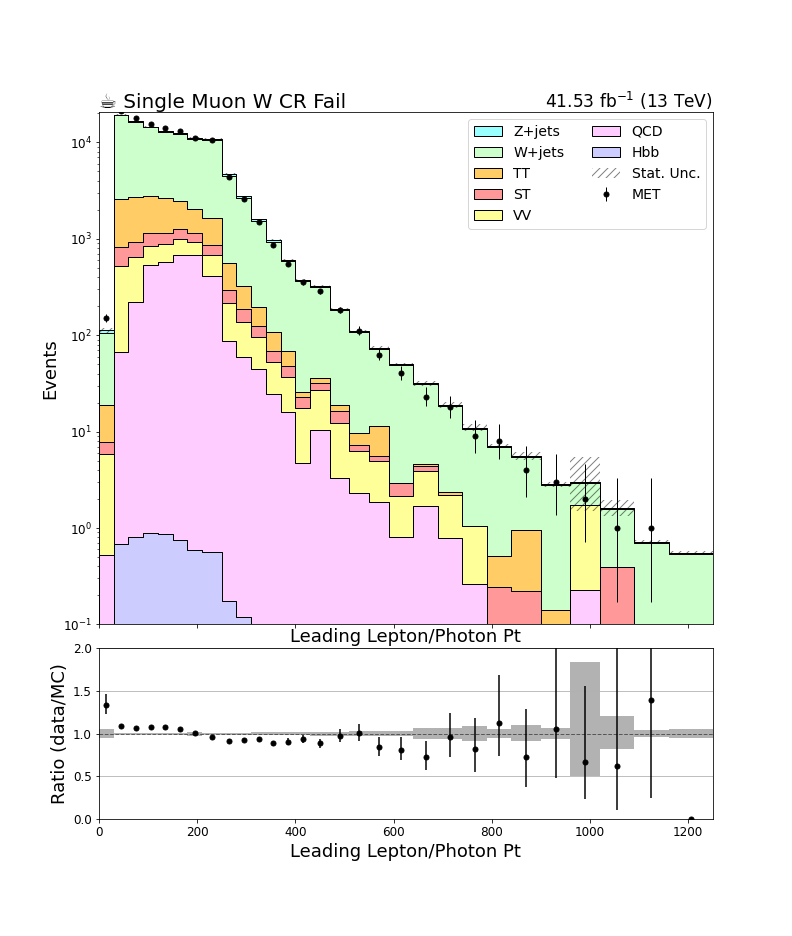 ☕ Single Muon W CR Fail
41.53 fb⁻¹ (13 TeV)
Z+jets
W+jets
TT
ST
VV
QCD
Hbb
Stat. Unc.
MET
Events
10⁴
10³
10²
10¹
10⁰
10⁻¹
Leading Lepton/Photon Pt
Ratio (data/MC)
2.0
1.5
1.0
0.5
0.0
0 200 400 600 800 1000 1200
Leading Lepton/Photon Pt